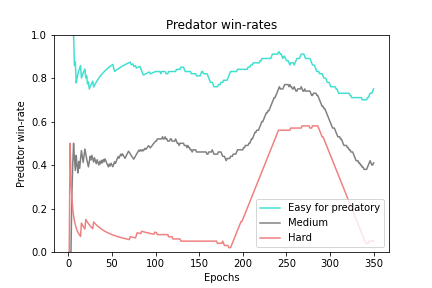 Predator win-rates
Predator win-rate
1.0
0.8
0.6
0.4
0.2
0.0
0
50
100
150
200
250
300
350
Epochs
Easy for predatory
Medium
Hard